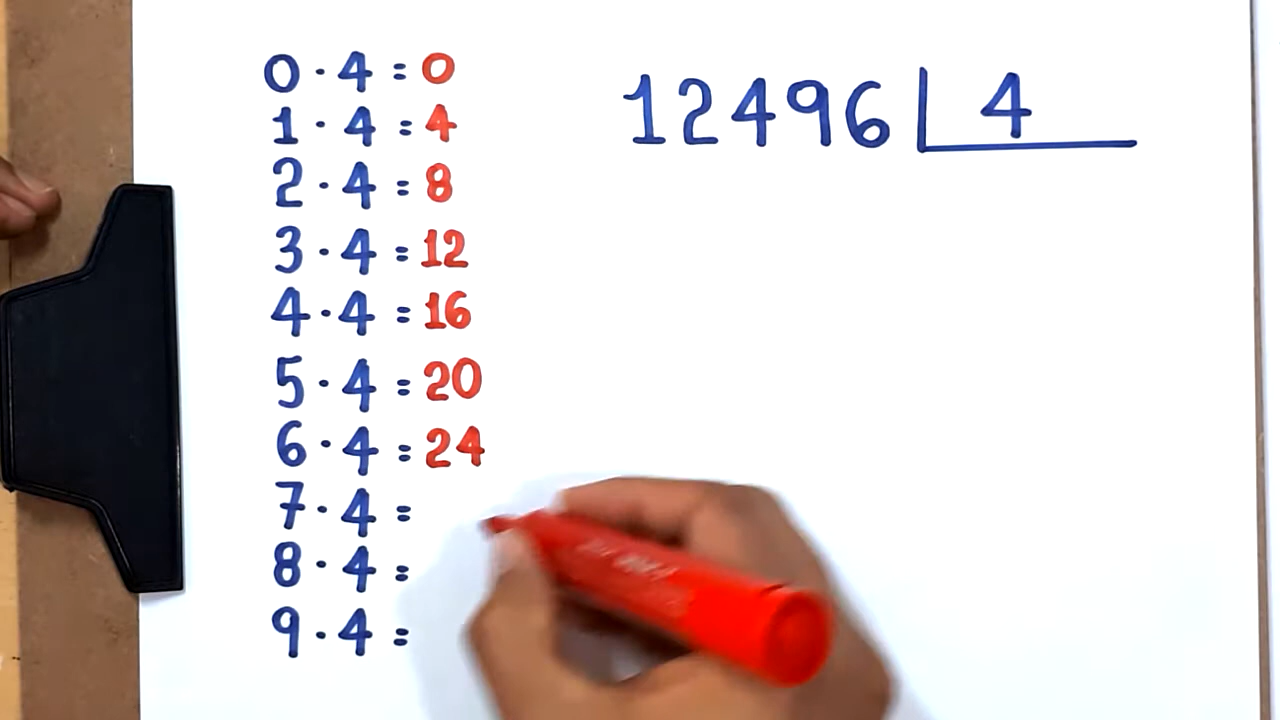 0 · 4 = 0
1 · 4 = 4
2 · 4 = 8
3 · 4 = 12
4 · 4 = 16
5 · 4 = 20
6 · 4 = 24
7 · 4 =
8 · 4 =
9 · 4 =
12496 4